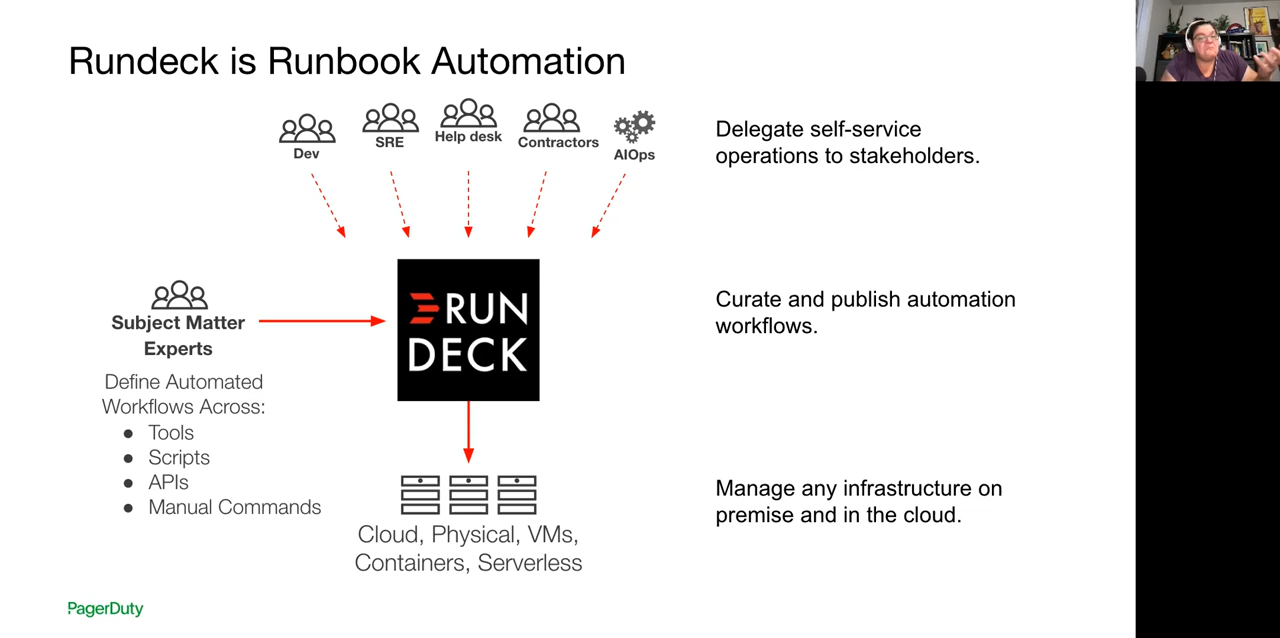 Rundeck is Runbook Automation
Dev
SRE
Help desk
Contractors
AIOps
Delegate self-service
operations to stakeholders.
Subject Matter
Experts
Define Automated
Workflows Across:
● Tools
● Scripts
● APIs
● Manual Commands
RUN
DECK
Curate and publish automation
workflows.
Cloud, Physical, VMs,
Containers, Serverless
Manage any infrastructure on
premise and in the cloud.
PagerDuty